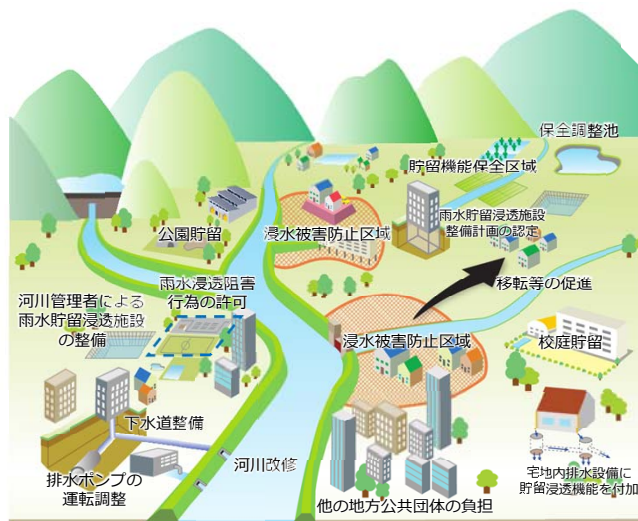 保全調整池
貯留機能保全区域
雨水貯留浸透施設
整備計画の認定
公園貯留
浸水被害防止区域
移転等の促進
雨水浸透阻害
行為の許可
河川管理者による
雨水貯留浸透施設
の整備
浸水被害防止区域
校庭貯留
下水道整備
河川改修
排水ポンプの
運転調整
他の地方公共団体の負担
宅地内排水設備に
貯留浸透機能を付加